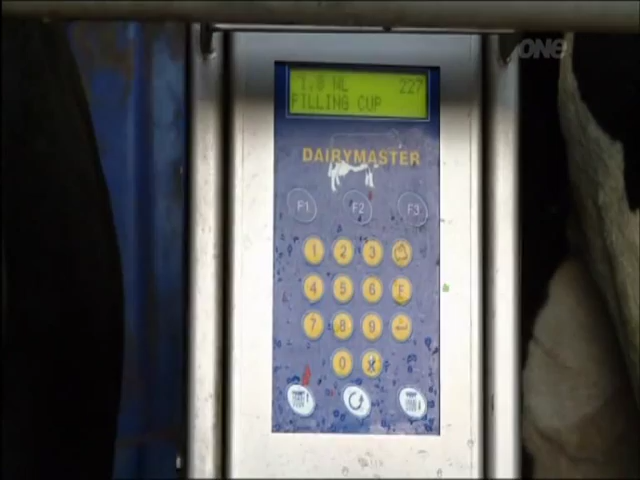 ONE
227
FILLING CUP
DAIRYMASTER
F1 F2 F3
1 2 3
4 5 6 E
7 8 9
0 X